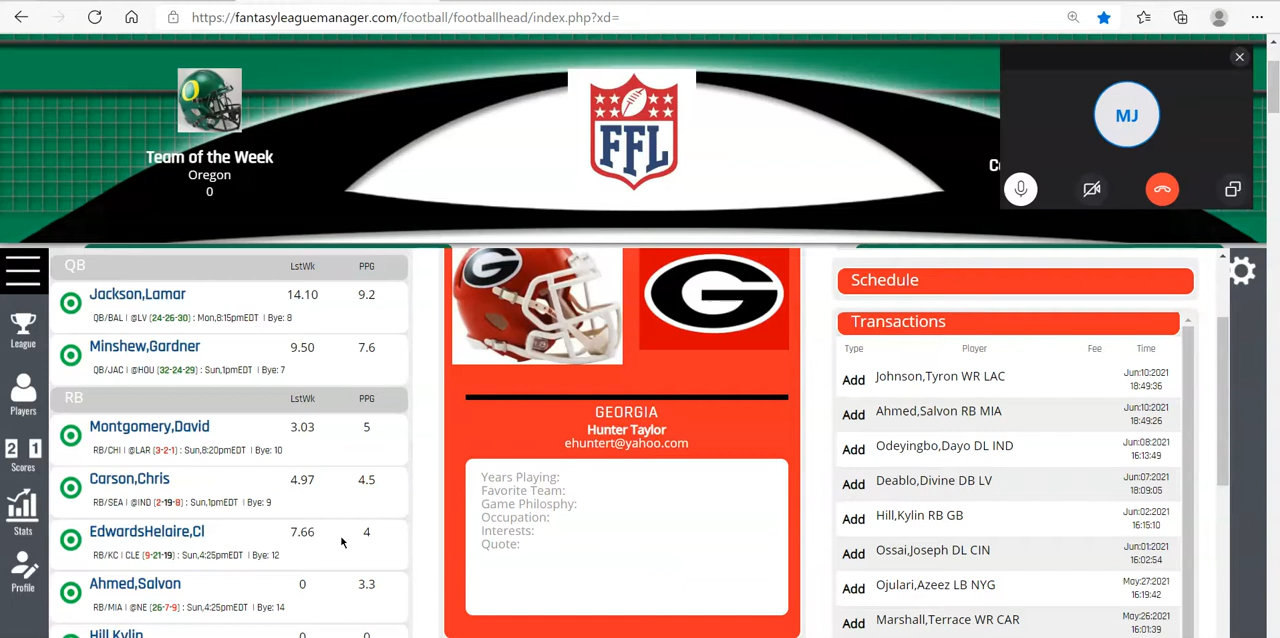 https://fantasyleaguemanager.com/football/footballhead/index.php?xd=
Team of the Week
Oregon
0
FFL
MJ
QB LstWk PPG
Jackson,Lamar 14.10 9.2
QB/BAL | @LV (24-26-30) : Mon,8:15pmEDT | Bye: 8
Minshew,Gardner 9.50 7.6
QB/JAC | @HOU (32-24-29) : Sun,1pmEDT | Bye: 7
RB LstWk PPG
Montgomery,David 3.03 5
RB/CHI | @LAR (3-2-1) : Sun,8:20pmEDT | Bye: 10
Carson,Chris 4.97 4.5
RB/SEA | @IND (2-19-8) : Sun,1pmEDT | Bye: 9
EdwardsHelaire,Cl 7.66 4
RB/KC | CLE (9-21-19) : Sun,4:25pmEDT | Bye: 12
Ahmed,Salvon 0 3.3
RB/MIA | @NE (26-7-9) : Sun,4:25pmEDT | Bye: 14
Hill,Kylin 0 0
League
Players
2 1
Scores
Stats
Profile
G
G
GEORGIA
Hunter Taylor
ehuntert@yahoo.com
Years Playing:
Favorite Team:
Game Philosphy:
Occupation:
Interests:
Quote:
Schedule
Transactions
Type Player Fee Time
Add Johnson,Tyron WR LAC Jun:10:2021
18:49:36
Add Ahmed,Salvon RB MIA Jun:10:2021
18:49:26
Add Odeyingbo,Dayo DL IND Jun:08:2021
16:13:49
Add Deablo,Divine DB LV Jun:07:2021
18:09:05
Add Hill,Kylin RB GB Jun:02:2021
16:15:10
Add Ossai,Joseph DL CIN Jun:01:2021
16:02:54
Add Ojulari,Azeez LB NYG May:27:2021
16:19:42
Add Marshall,Terrace WR CAR May:26:2021
16:01:39